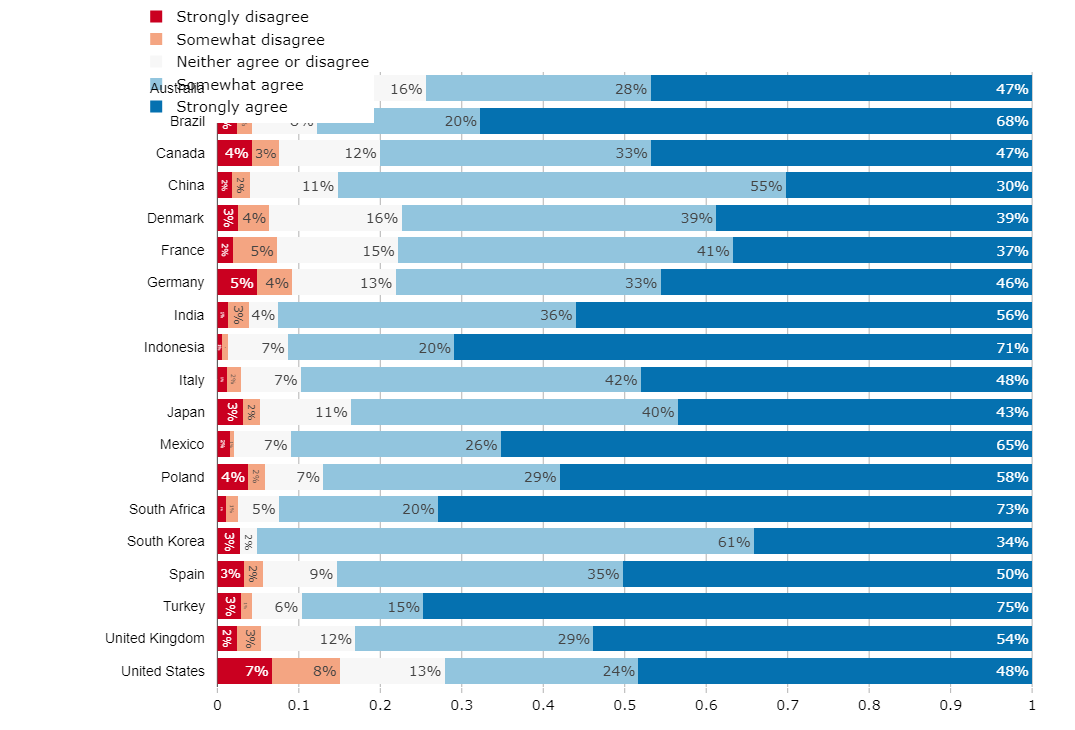 Strongly disagree
Somewhat disagree
Neither agree or disagree
Somewhat agree
Strongly agree
Australia 16% 28% 47%
Brazil 20% 68%
Canada 4% 3% 12% 33% 47%
China 2% 2% 11% 55% 30%
Denmark 3% 4% 16% 39% 39%
France 2% 5% 15% 41% 37%
Germany 5% 4% 13% 33% 46%
India 3% 4% 36% 56%
Indonesia 7% 20% 71%
Italy 2% 7% 42% 48%
Japan 3% 2% 11% 40% 43%
Mexico 2% 7% 26% 65%
Poland 4% 2% 7% 29% 58%
South Africa 1% 5% 20% 73%
South Korea 3% 2% 61% 34%
Spain 3% 2% 9% 35% 50%
Turkey 3% 6% 15% 75%
United Kingdom 2% 3% 12% 29% 54%
United States 7% 8% 13% 24% 48%
0 0.1 0.2 0.3 0.4 0.5 0.6 0.7 0.8 0.9 1